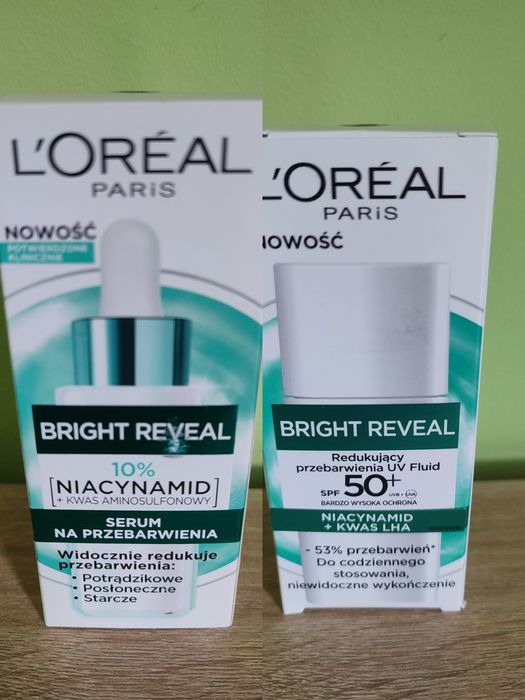 L'ORÉAL
PARIS
NOWOŚĆ
POTWIERDZONE
KLINICZNIE
BRIGHT REVEAL
10%
NIACYNAMID
+ KWAS AMINOSULFONOWY
SERUM
NA PRZEBARWIENIA
Widocznie redukuje
przebarwienia:
• Potrądzikowe
• Posłoneczne
• Starcze
L'ORÉAL
PARIS
NOWOŚĆ
BRIGHT REVEAL
Redukujący
przebarwienia UV Fluid
SPF 50+ UVB + UVA
BARDZO WYSOKA OCHRONA
NIACYNAMID
+ KWAS LHA
- 53% przebarwień*
Do codziennego
stosowania,
niewidoczne wykończenie